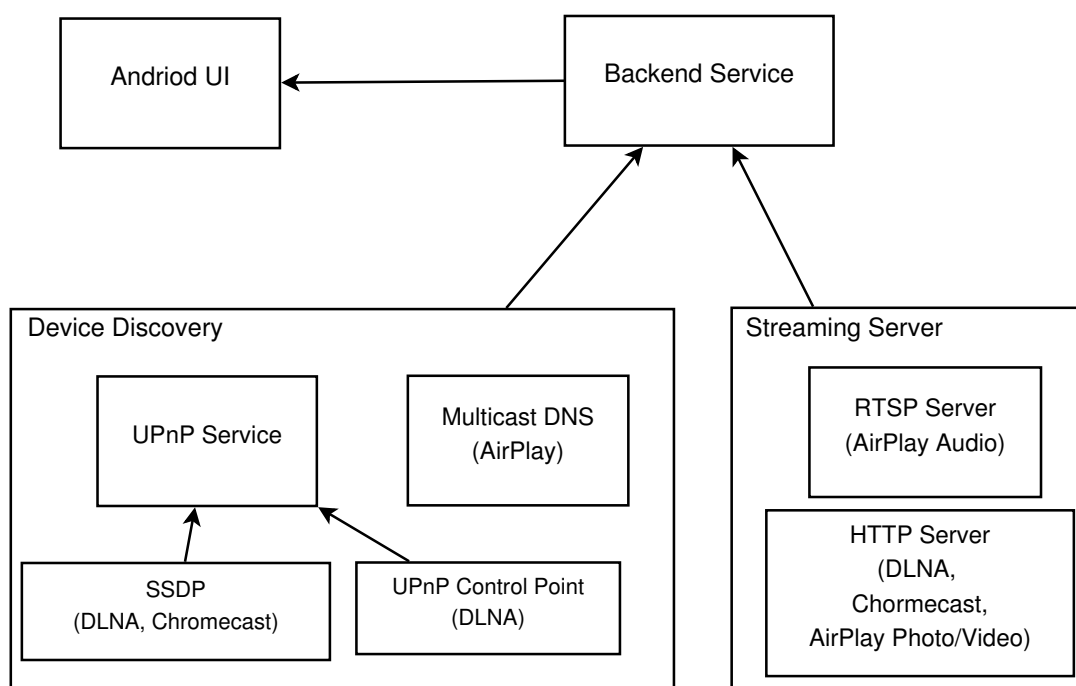 Andriod UI
Backend Service
Device Discovery
UPnP Service
Multicast DNS
(AirPlay)
SSDP
(DLNA, Chromecast)
UPnP Control Point
(DLNA)
Streaming Server
RTSP Server
(AirPlay Audio)
HTTP Server
(DLNA,
Chormecast,
AirPlay Photo/Video)